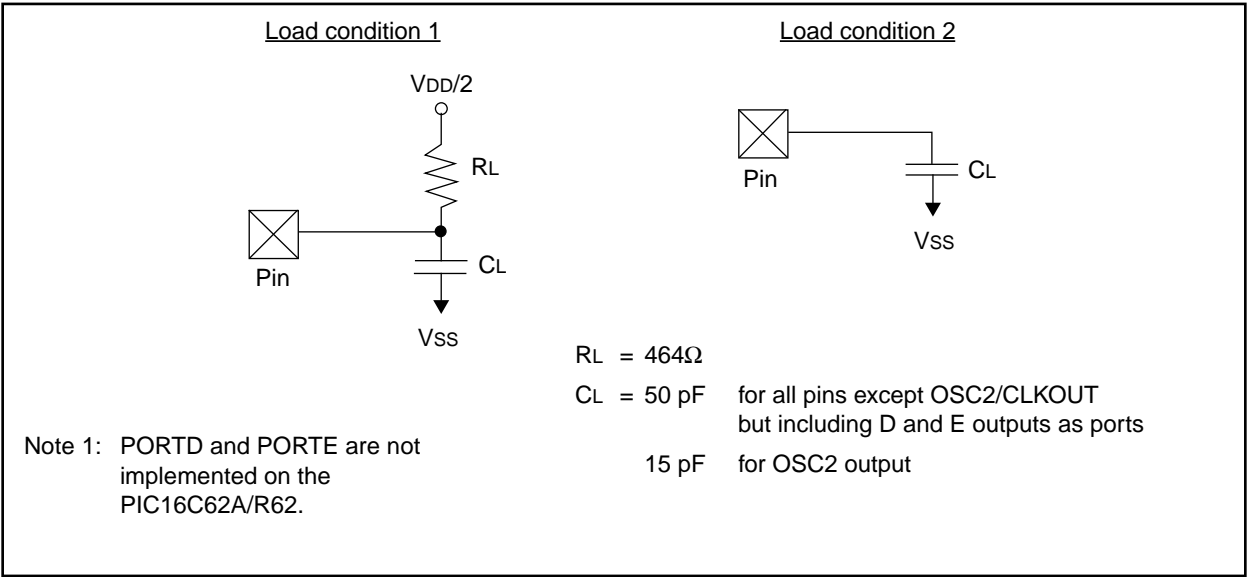 Load condition 1
VDD/2
RL
Pin
CL
VSS
Load condition 2
Pin
CL
VSS
RL = 464Ω
CL = 50 pF for all pins except OSC2/CLKOUT
but including D and E outputs as ports
15 pF for OSC2 output
Note 1: PORTD and PORTE are not
implemented on the
PIC16C62A/R62.